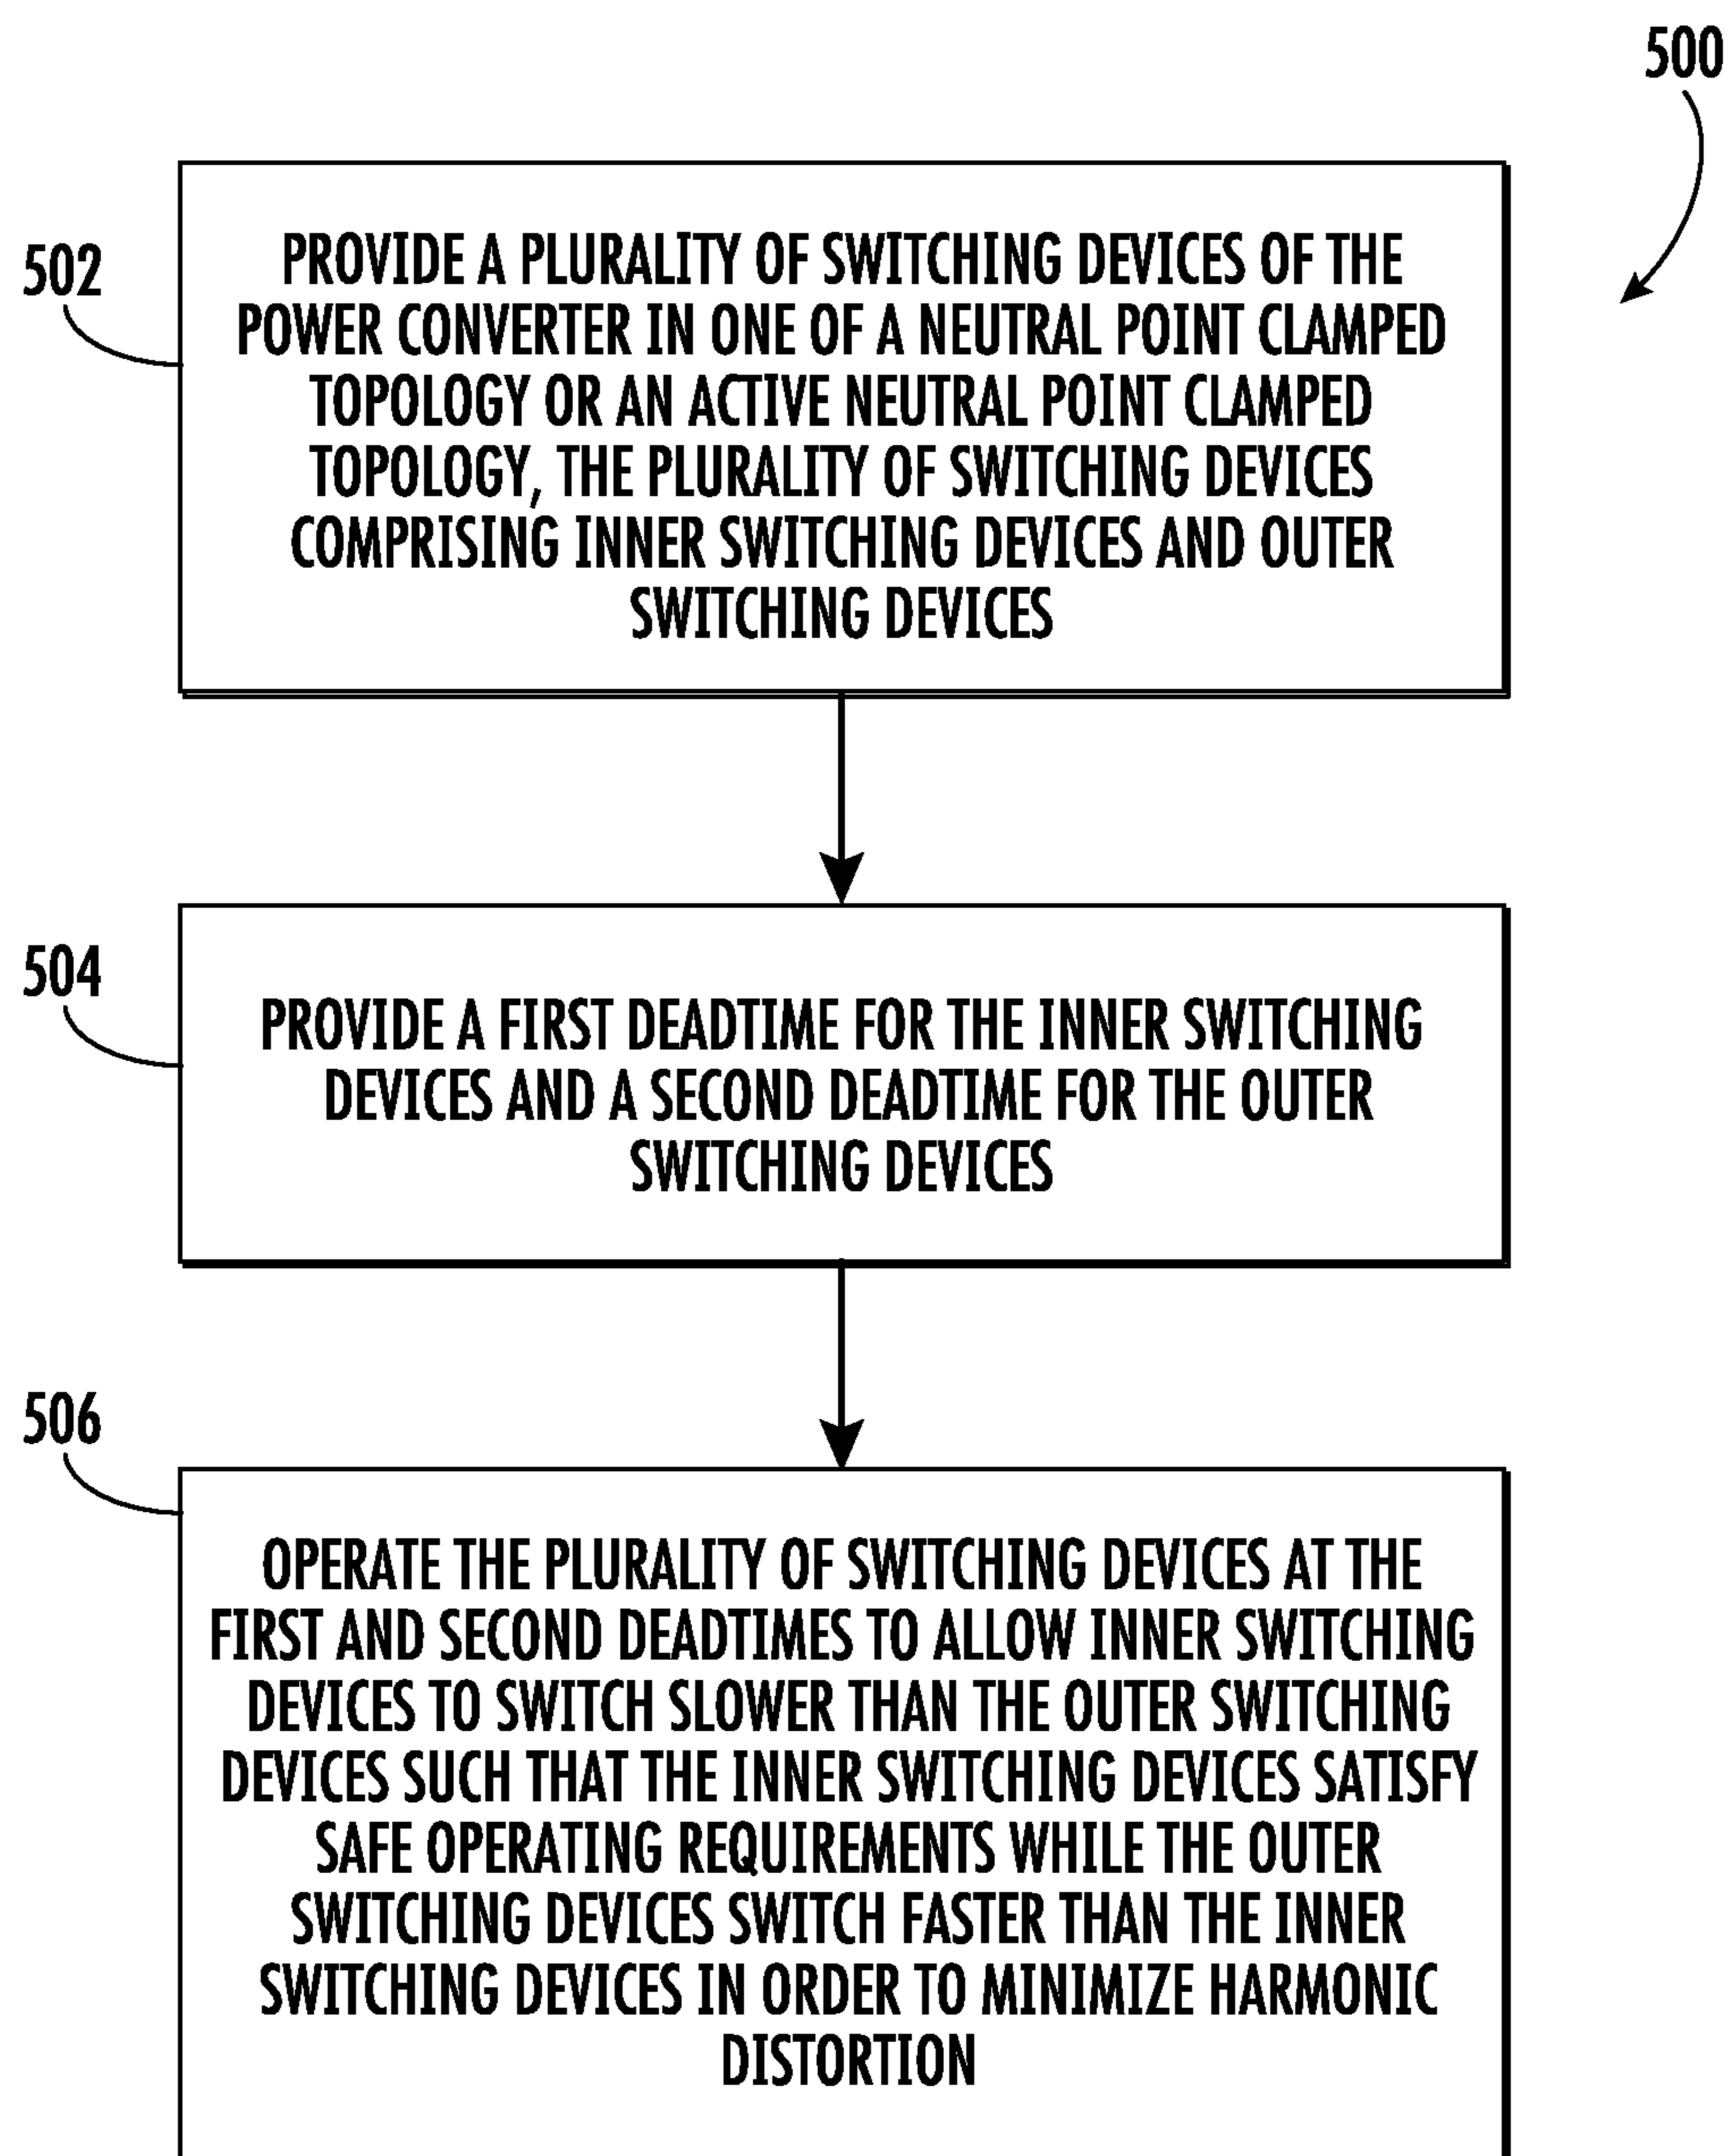 500
502
PROVIDE A PLURALITY OF SWITCHING DEVICES OF THE
POWER CONVERTER IN ONE OF A NEUTRAL POINT CLAMPED
TOPOLOGY OR AN ACTIVE NEUTRAL POINT CLAMPED
TOPOLOGY, THE PLURALITY OF SWITCHING DEVICES
COMPRISING INNER SWITCHING DEVICES AND OUTER
SWITCHING DEVICES
504
PROVIDE A FIRST DEADTIME FOR THE INNER SWITCHING
DEVICES AND A SECOND DEADTIME FOR THE OUTER
SWITCHING DEVICES
506
OPERATE THE PLURALITY OF SWITCHING DEVICES AT THE
FIRST AND SECOND DEADTIMES TO ALLOW INNER SWITCHING
DEVICES TO SWITCH SLOWER THAN THE OUTER SWITCHING
DEVICES SUCH THAT THE INNER SWITCHING DEVICES SATISFY
SAFE OPERATING REQUIREMENTS WHILE THE OUTER
SWITCHING DEVICES SWITCH FASTER THAN THE INNER
SWITCHING DEVICES IN ORDER TO MINIMIZE HARMONIC
DISTORTION